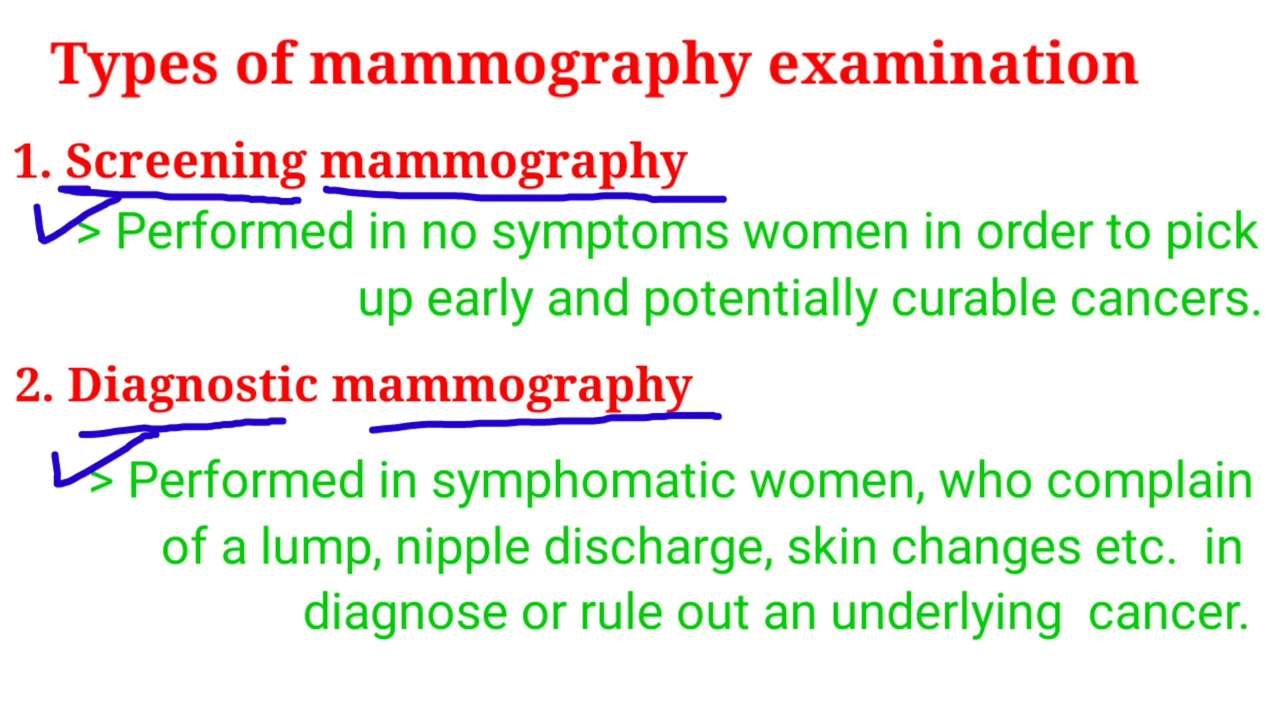 Types of mammography examination
1. Screening mammography
> Performed in no symptoms women in order to pick
up early and potentially curable cancers.
2. Diagnostic mammography
> Performed in symphomatic women, who complain
of a lump, nipple discharge, skin changes etc. in
diagnose or rule out an underlying cancer.